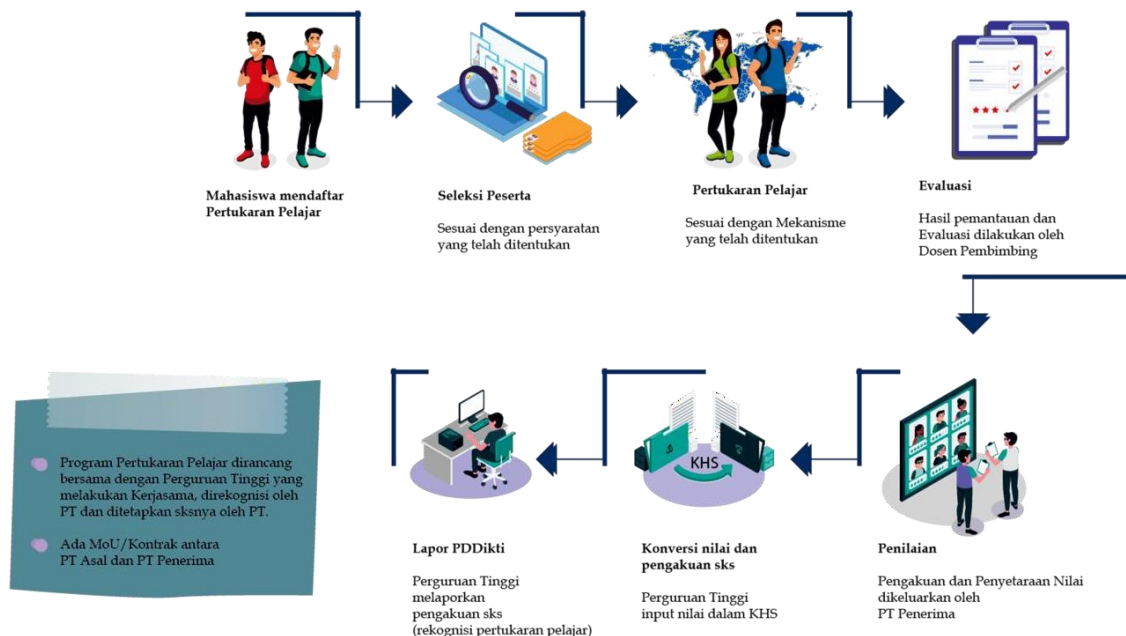 Mahasiswa mendaftar
Pertukaran Pelajar
Seleksi Peserta
Sesuai dengan persyaratan
yang telah ditentukan
Pertukaran Pelajar
Sesuai dengan Mekanisme
yang telah ditentukan
Evaluasi
Hasil pemantauan dan
Evaluasi dilakukan oleh
Dosen Pembimbing
Penilaian
Pengakuan dan Penyetaraan Nilai
dikeluarkan oleh
PT Penerima
KHS
Konversi nilai dan
pengakuan sks
Perguruan Tinggi
input nilai dalam KHS
Lapor PDDikti
Perguruan Tinggi
melaporkan
pengakuan sks
(rekognisi pertukaran pelajar)
Program Pertukaran Pelajar dirancang
bersama dengan Perguruan Tinggi yang
melakukan Kerjasama, direkognisi oleh
PT dan ditetapkan sksnya oleh PT.
Ada MoU/Kontrak antara
PT Asal dan PT Penerima